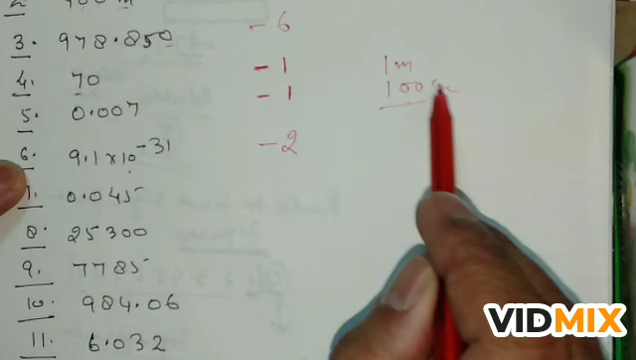 3. 978.850 - 6
4. 70 - 1
5. 0.007 - 1
6. 9.1 x 10^-31 - 2
7. 0.045
8. 25300
9. 7785
10. 984.06
11. 6.032
1m
100
VIDMIX